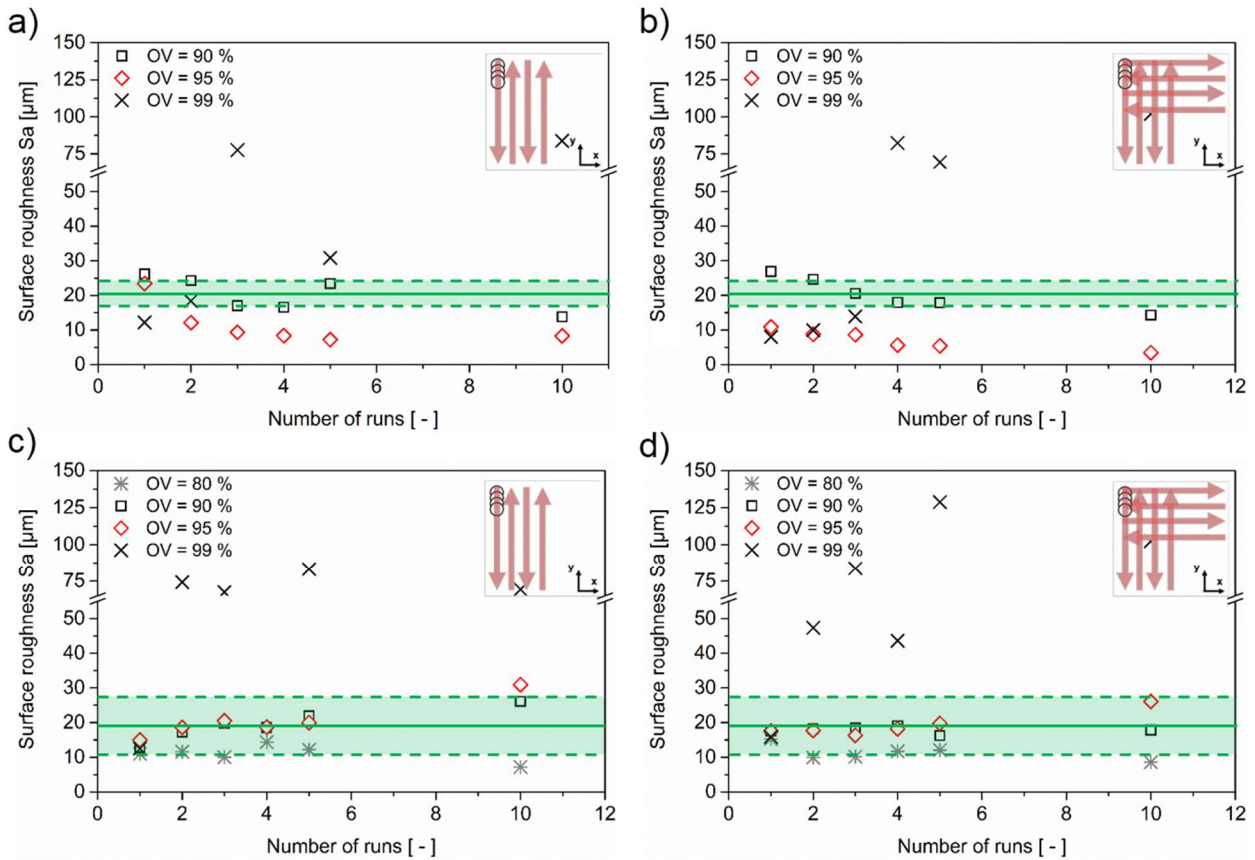 a)
150
125
100
75
50
40
30
20
10
0
Surface roughness Sa [µm]
OV = 90 %
OV = 95 %
OV = 99 %
y
x
0 2 4 6 8 10
Number of runs [ - ]
b)
150
125
100
75
50
40
30
20
10
0
Surface roughness Sa [µm]
OV = 90 %
OV = 95 %
OV = 99 %
y
x
0 2 4 6 8 10 12
Number of runs [ - ]
c)
150
125
100
75
50
40
30
20
10
0
Surface roughness Sa [µm]
OV = 80 %
OV = 90 %
OV = 95 %
OV = 99 %
y
x
0 2 4 6 8 10 12
Number of runs [ - ]
d)
150
125
100
75
50
40
30
20
10
0
Surface roughness Sa [µm]
OV = 80 %
OV = 90 %
OV = 95 %
OV = 99 %
y
x
0 2 4 6 8 10 12
Number of runs [ - ]